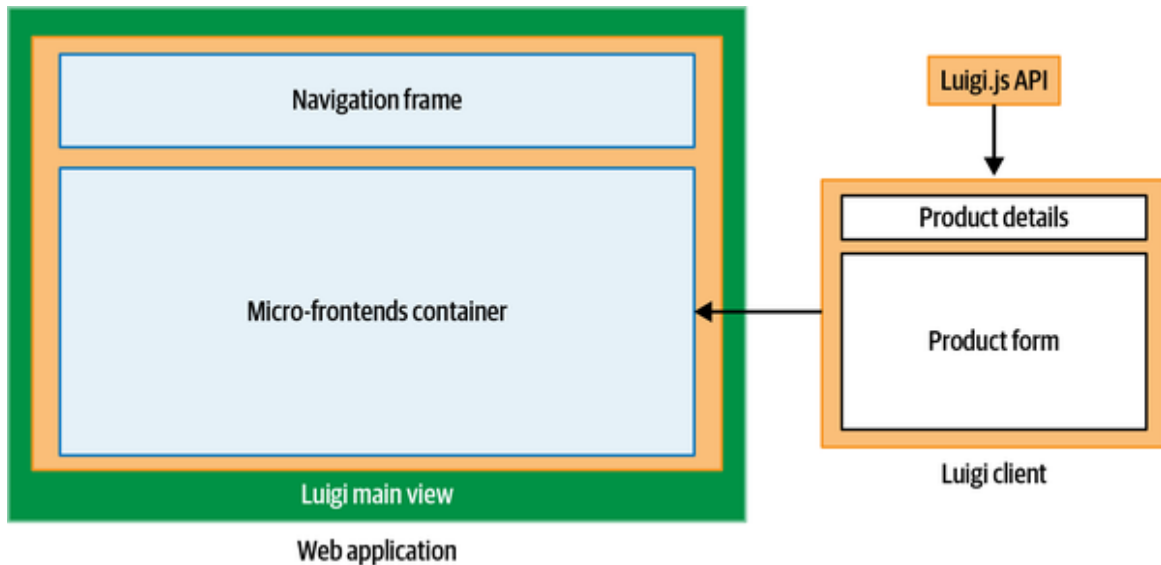 Navigation frame
Micro-frontends container
Luigi main view
Web application
Luigi.js API
Product details
Product form
Luigi client